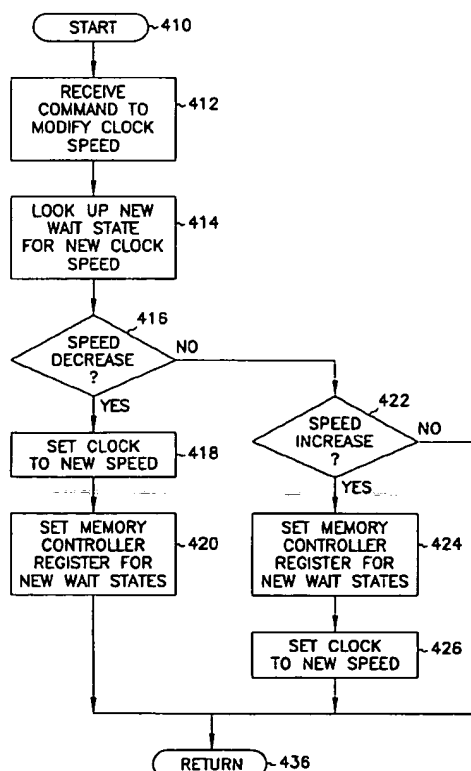 START
410
RECEIVE
COMMAND TO
MODIFY CLOCK
SPEED
412
LOOK UP NEW
WAIT STATE
FOR NEW CLOCK
SPEED
414
416
SPEED
DECREASE
?
NO
YES
422
SPEED
INCREASE
?
NO
YES
SET CLOCK
TO NEW SPEED
418
SET MEMORY
CONTROLLER
REGISTER FOR
NEW WAIT STATES
420
SET MEMORY
CONTROLLER
REGISTER FOR
NEW WAIT STATES
424
SET CLOCK
TO NEW SPEED
426
RETURN
436